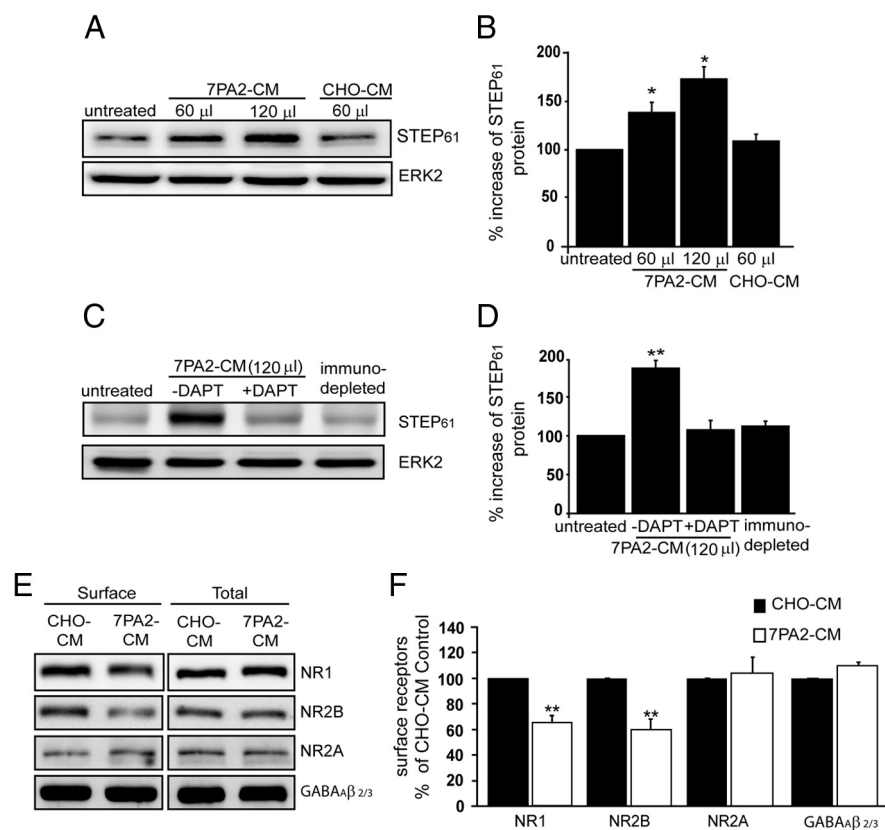 A
7PA2-CM CHO-CM
untreated 60 µl 120 µl 60 µl
STEP61
ERK2
B
% increase of STEP61
protein
200
150
100
50
0
untreated 60 µl 120 µl 60 µl
7PA2-CM CHO-CM
*
*
C
7PA2-CM (120 µl) immuno-
untreated -DAPT +DAPT depleted
STEP61
ERK2
D
% increase of STEP61
protein
200
150
100
50
0
**
untreated -DAPT +DAPT immuno-
7PA2-CM (120 µl) depleted
E
Surface Total
CHO- 7PA2- CHO- 7PA2-
CM CM CM CM
NR1
NR2B
NR2A
GABAAβ 2/3
F
CHO-CM
7PA2-CM
surface receptors
% of CHO-CM Control
140
120
100
80
60
40
20
0
**
**
NR1 NR2B NR2A GABAAβ 2/3